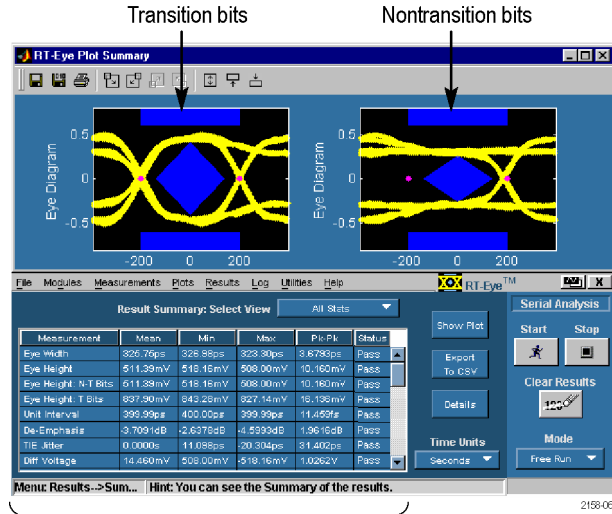 Transition bits
Nontransition bits
RT-Eye Plot Summary
Eye Diagram
0.5
0
-0.5
-200
0
200
Eye Diagram
0.5
0
-0.5
-200
0
200
File Modules Measurements Plots Results Log Utilities Help
RT-Eye™
X
Result Summary: Select View
All Stats
Measurement Mean Min Max Pk-Pk Status
Eye Width 325.75ps 326.98ps 323.30ps 3.6793ps Pass
Eye Height 511.39mV 518.16mV 508.00mV 10.160mV Pass
Eye Height: N-T Bits 511.39mV 518.16mV 508.00mV 10.160mV Pass
Eye Height: T Bits 837.90mV 843.28mV 827.14mV 16.136mV Pass
Unit Interval 399.99ps 400.00ps 399.99ps 11.459fs Pass
De-Emphasis -3.7091dB -2.6378dB -4.5993dB 1.9616dB Pass
TIE Jitter 0.0000s 11.098ps -20.304ps 31.402ps Pass
Diff Voltage 14.460mV 508.00mV -518.16mV 1.0262V Pass
Show Plot
Export
To CSV
Details
Time Units
Seconds
Serial Analysis
Start Stop
Clear Results
123
Mode
Free Run
Menu: Results-->Sum... Hint: You can see the Summary of the results.
2158-06